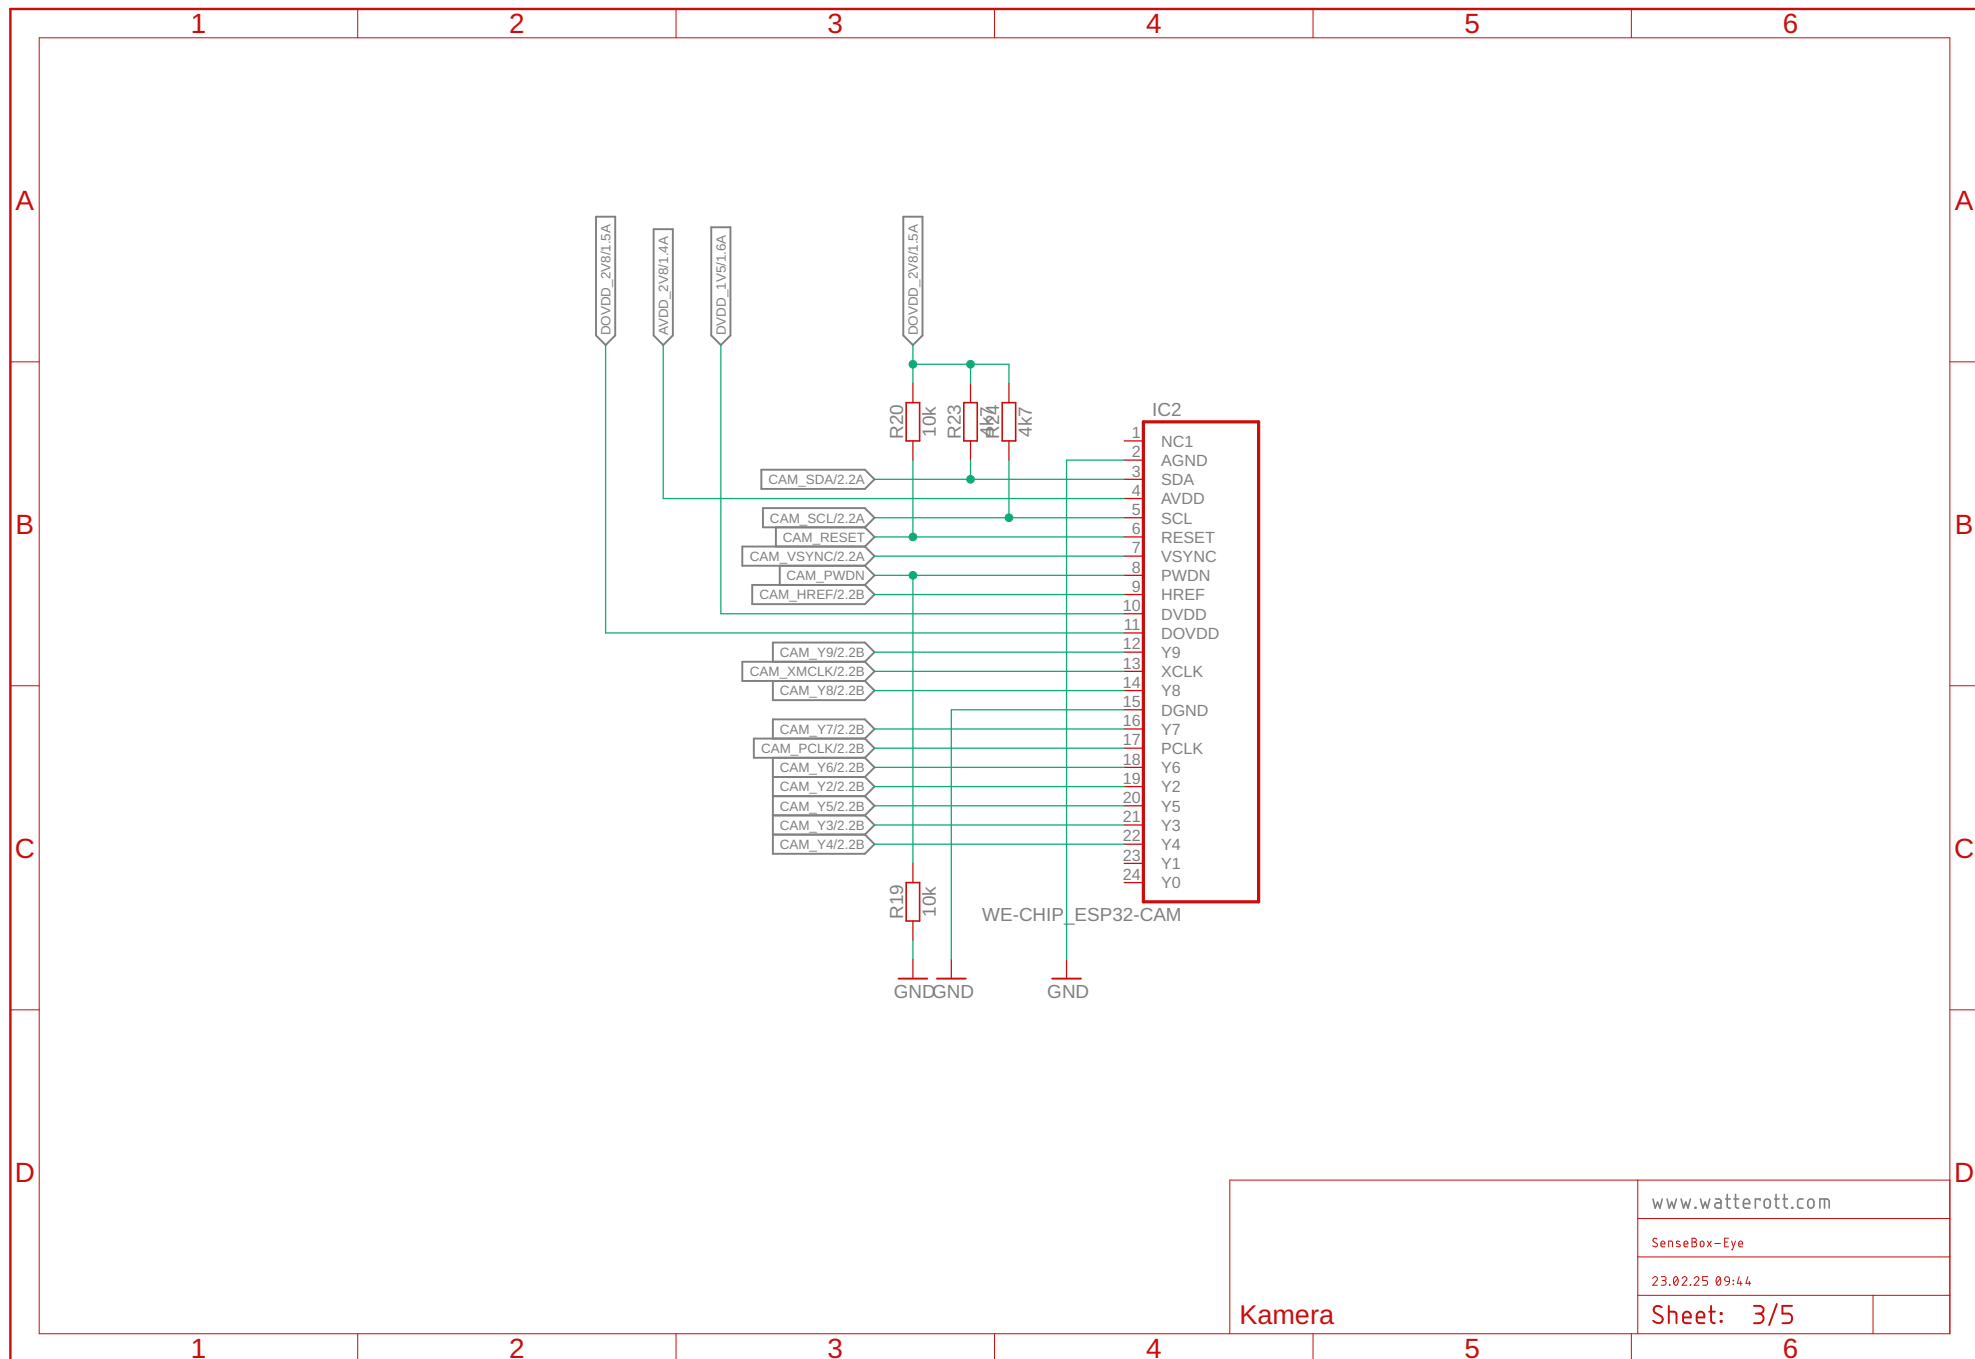 1 2 3 4 5 6
A A
DOVDD_2V8/1.5A
AVDD_2V8/1.4A
DVDD_1V5/1.6A
DOVDD_2V8/1.5A
R20 10k
R23 4k7
R24 4k7
IC2
1 NC1
2 AGND
CAM_SDA/2.2A 3 SDA
4 AVDD
CAM_SCL/2.2A 5 SCL
B B
CAM_RESET 6 RESET
CAM_VSYNC/2.2A 7 VSYNC
CAM_PWDN 8 PWDN
CAM_HREF/2.2B 9 HREF
10 DVDD
11 DOVDD
CAM_Y9/2.2B 12 Y9
CAM_XMCLK/2.2B 13 XCLK
CAM_Y8/2.2B 14 Y8
15 DGND
CAM_Y7/2.2B 16 Y7
CAM_PCLK/2.2B 17 PCLK
CAM_Y6/2.2B 18 Y6
CAM_Y2/2.2B 19 Y2
CAM_Y5/2.2B 20 Y5
CAM_Y3/2.2B 21 Y3
CAM_Y4/2.2B 22 Y4
C C
23 Y1
24 Y0
R19 10k
WE-CHIP_ESP32-CAM
GND GND GND
D D
www.watterott.com
SenseBox-Eye
23.02.25 09:44
Kamera
Sheet: 3/5
1 2 3 4 5 6